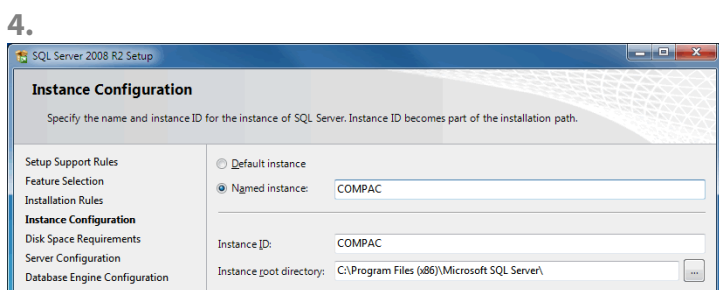 4.
SQL Server 2008 R2 Setup
Instance Configuration
Specify the name and instance ID for the instance of SQL Server. Instance ID becomes part of the installation path.
Setup Support Rules
Feature Selection
Installation Rules
Instance Configuration
Disk Space Requirements
Server Configuration
Database Engine Configuration
Default instance
Named instance: COMPAC
Instance ID: COMPAC
Instance root directory: C:\Program Files (x86)\Microsoft SQL Server\ ...